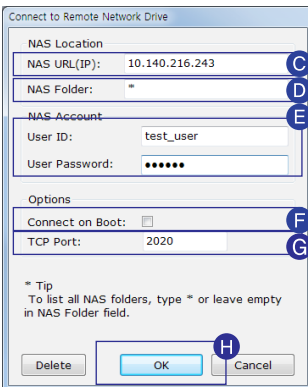 Connect to Remote Network Drive
NAS Location
NAS URL(IP): 10.140.216.243 C
NAS Folder: * D
NAS Account E
User ID: test_user
User Password: ●●●●●●
Options
Connect on Boot: F
TCP Port: 2020 G
* Tip
To list all NAS folders, type * or leave empty
in NAS Folder field.
H
Delete OK Cancel